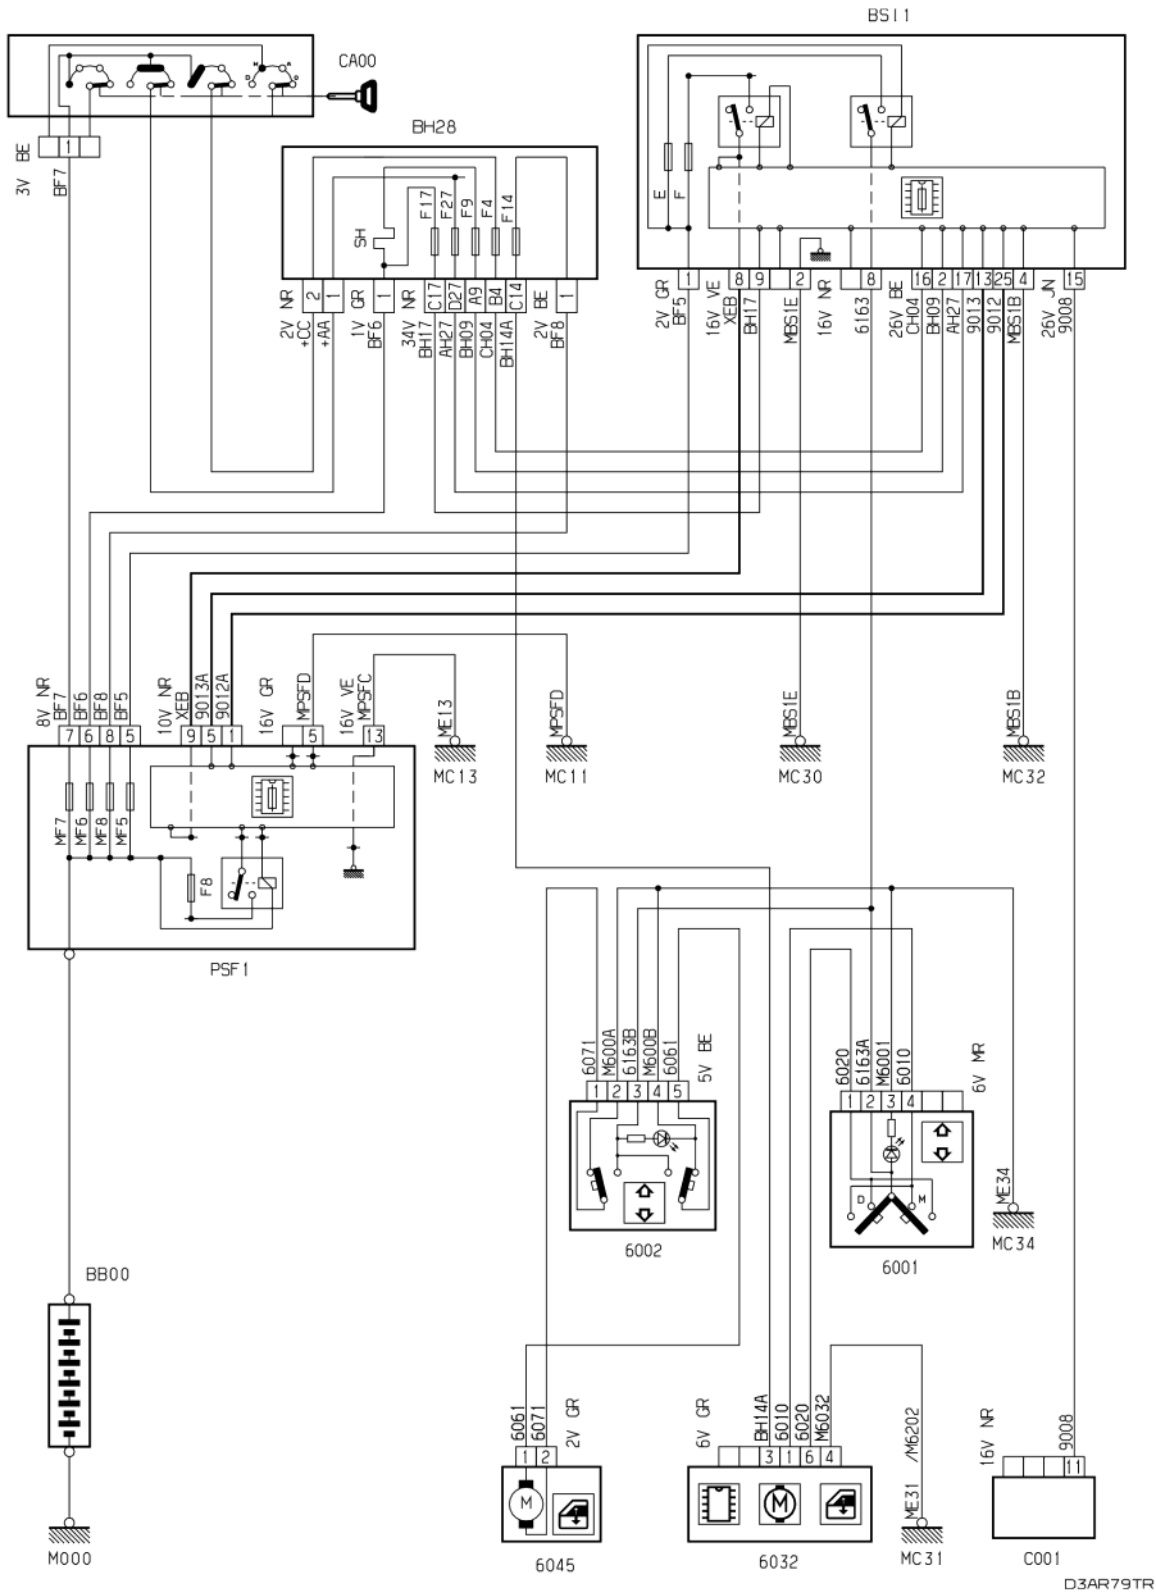 BSI1
CA00
H A
D D
BH28
3V BE
1
BF7
SH
F17
F27
F9
F4
F14
E
F
2V NR
2
+CC
1
+AA
1V GR
1
BF6
34V NR
C17
BH17
D27
AH27
A9
BH09
B4
CH04
C14
BH14A
2V BE
1
BF8
2V GR
1
BF5
16V VE
8
XEB
9
BH17
2
MBS1E
16V NR
8
6163
26V BE
16
CH04
2
BH09
17
AH27
13
9013
25
9012
4
MBS1B
26V JN
15
9008
8V NR
BF7
BF6
BF8
BF5
7
6
8
5
10V NR
XEB
9013A
9012A
9
5
1
16V GR
MPSFD
5
16V VE
MPSFC
13
ME13
MC13
MPSFD
MC11
MBS1E
MC30
MBS1B
MC32
MF7
MF6
MF8
MF5
F8
PSF1
6071
M600A
6163B
M600B
6061
5V BE
1
2
3
4
5
6002
6020
6163A
M6001
6010
6V MR
1
2
3
4
D
M
6001
ME34
MC34
BB00
M000
6061
6071
2V GR
1
2
M
6045
6V GR
BH14A
6010
6020
M6032
3
1
6
4
M
6032
ME31 /M6202
MC31
16V NR
9008
11
C001
D3AR79TR